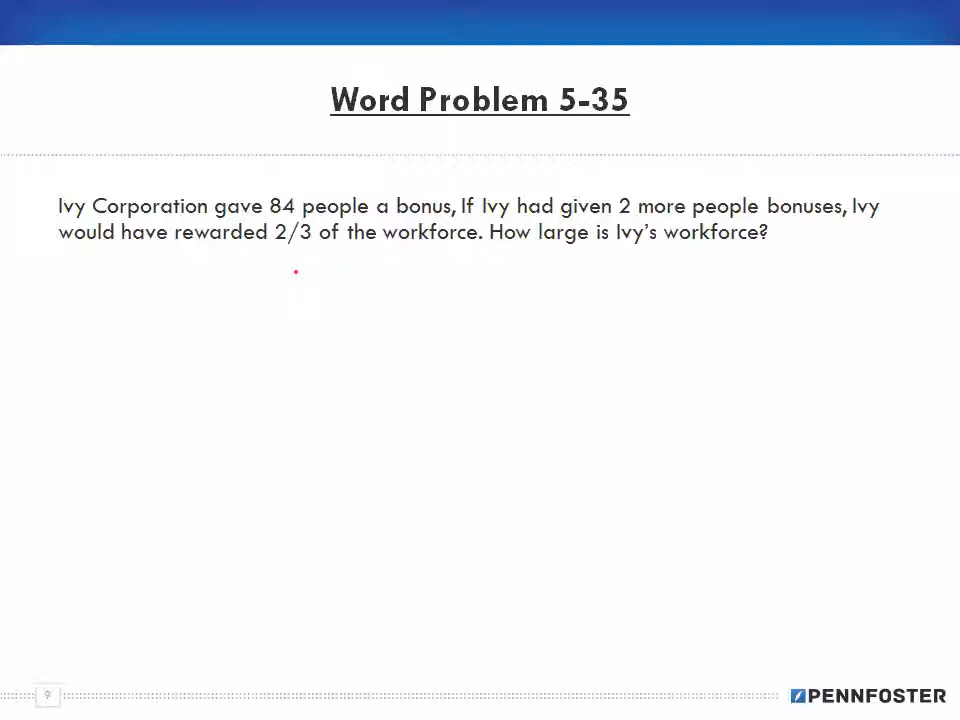 Word Problem 5-35
Ivy Corporation gave 84 people a bonus, If Ivy had given 2 more people bonuses, Ivy
would have rewarded 2/3 of the workforce. How large is Ivy's workforce?
9
PENNFOSTER